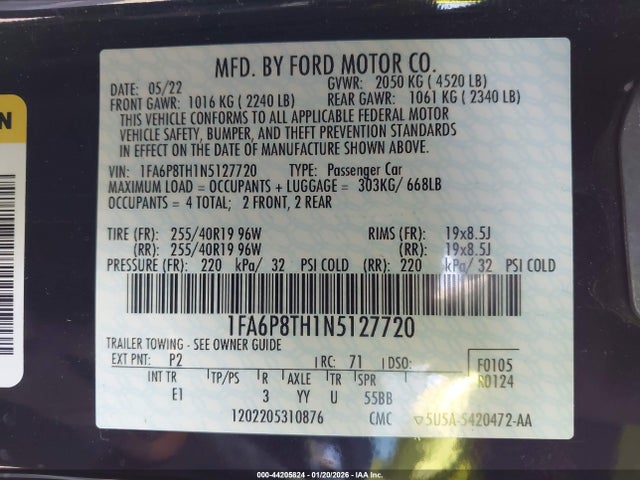 MFD. BY FORD MOTOR CO.
DATE: 05/22 GVWR: 2050 KG ( 4520 LB)
FRONT GAWR: 1016 KG ( 2240 LB) REAR GAWR: 1061 KG ( 2340 LB)
THIS VEHICLE CONFORMS TO ALL APPLICABLE FEDERAL MOTOR
VEHICLE SAFETY, BUMPER, AND THEFT PREVENTION STANDARDS
IN EFFECT ON THE DATE OF MANUFACTURE SHOWN ABOVE.
VIN: 1FA6P8TH1N5127720 TYPE: Passenger Car
MAXIMUM LOAD = OCCUPANTS + LUGGAGE = 303KG/ 668LB
OCCUPANTS = 4 TOTAL; 2 FRONT, 2 REAR
TIRE (FR): 255/40R19 96W RIMS (FR): 19x8.5J
(RR): 255/40R19 96W (RR): 19x8.5J
PRESSURE (FR): 220 kPa/ 32 PSI COLD (RR): 220 kPa/ 32 PSI COLD
1FA6P8TH1N5127720
TRAILER TOWING - SEE OWNER GUIDE
EXT PNT: P2 RC: 71 DSO: F0105
R0124
INT TR TP/PS R AXLE TR SPR
E1 3 YY U 55BB
1202205310876 CMC 5U5A-5420472-AA
N
000-44205824 | 01/20/2026 - IAA, Inc.